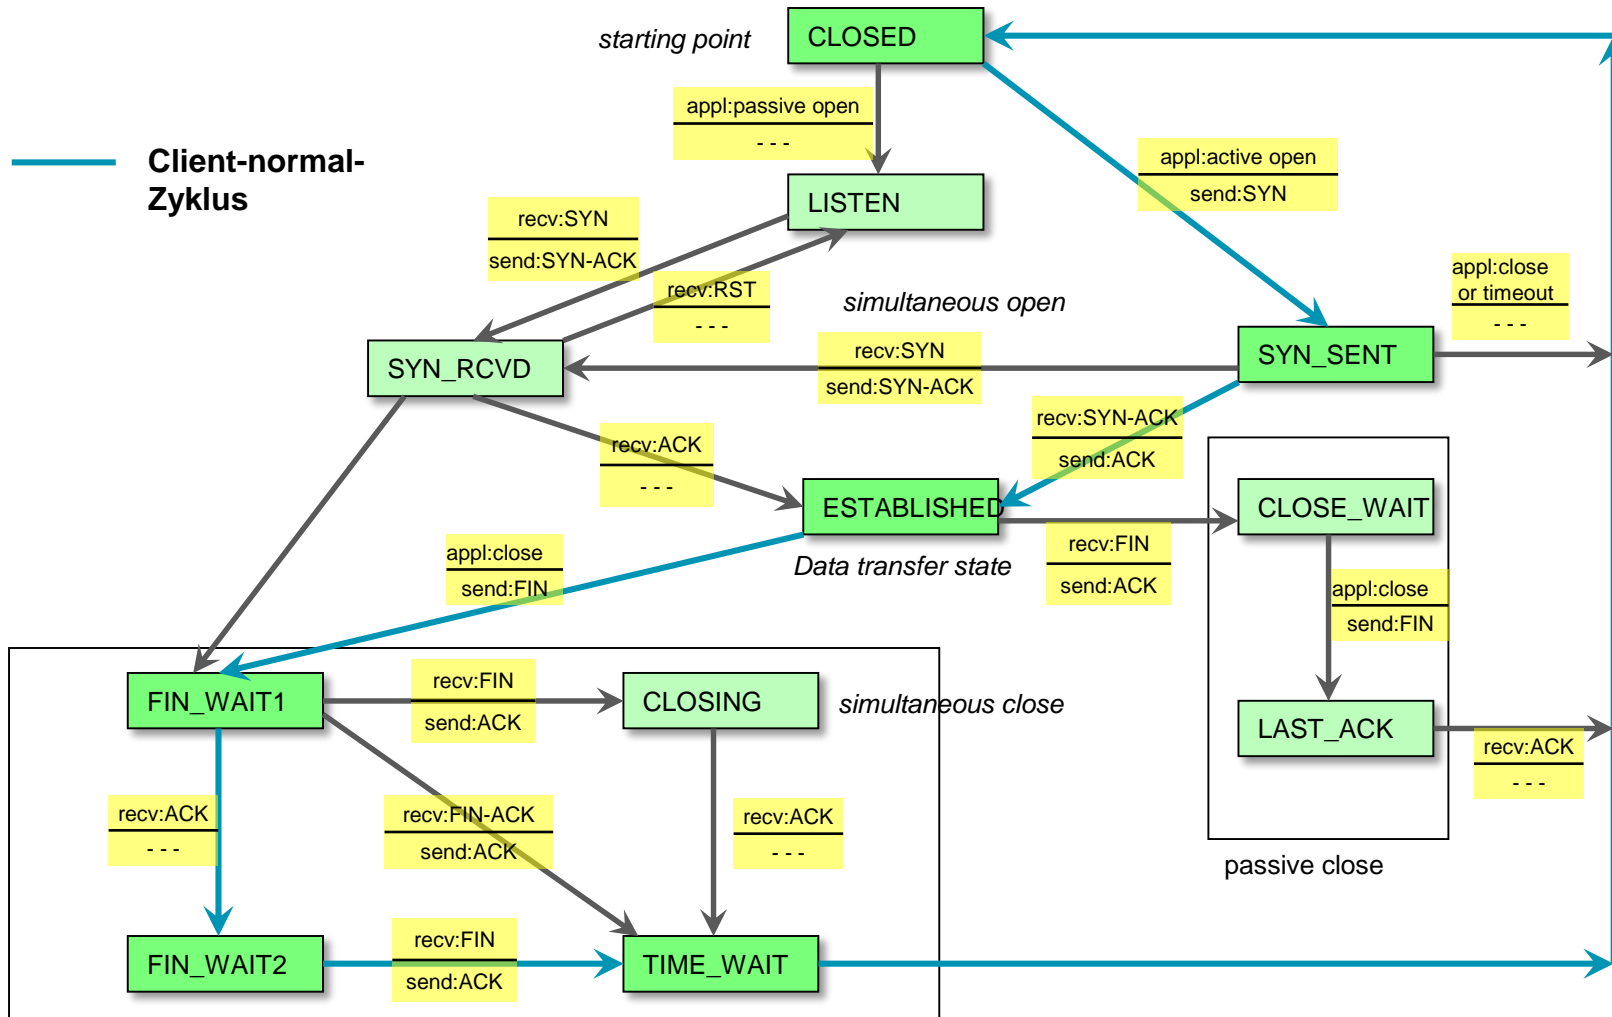 starting point
CLOSED
appl:passive open
- - -
Client-normal-
Zyklus
appl:active open
send:SYN
LISTEN
recv:SYN
send:SYN-ACK
recv:RST
- - -
simultaneous open
appl:close
or timeout
- - -
SYN_RCVD
recv:SYN
send:SYN-ACK
SYN_SENT
recv:ACK
- - -
recv:SYN-ACK
send:ACK
ESTABLISHED
Data transfer state
recv:FIN
send:ACK
CLOSE_WAIT
appl:close
send:FIN
appl:close
send:FIN
FIN_WAIT1
recv:FIN
send:ACK
CLOSING
simultaneous close
LAST_ACK
recv:ACK
- - -
recv:ACK
- - -
recv:FIN-ACK
send:ACK
recv:ACK
- - -
passive close
FIN_WAIT2
recv:FIN
send:ACK
TIME_WAIT